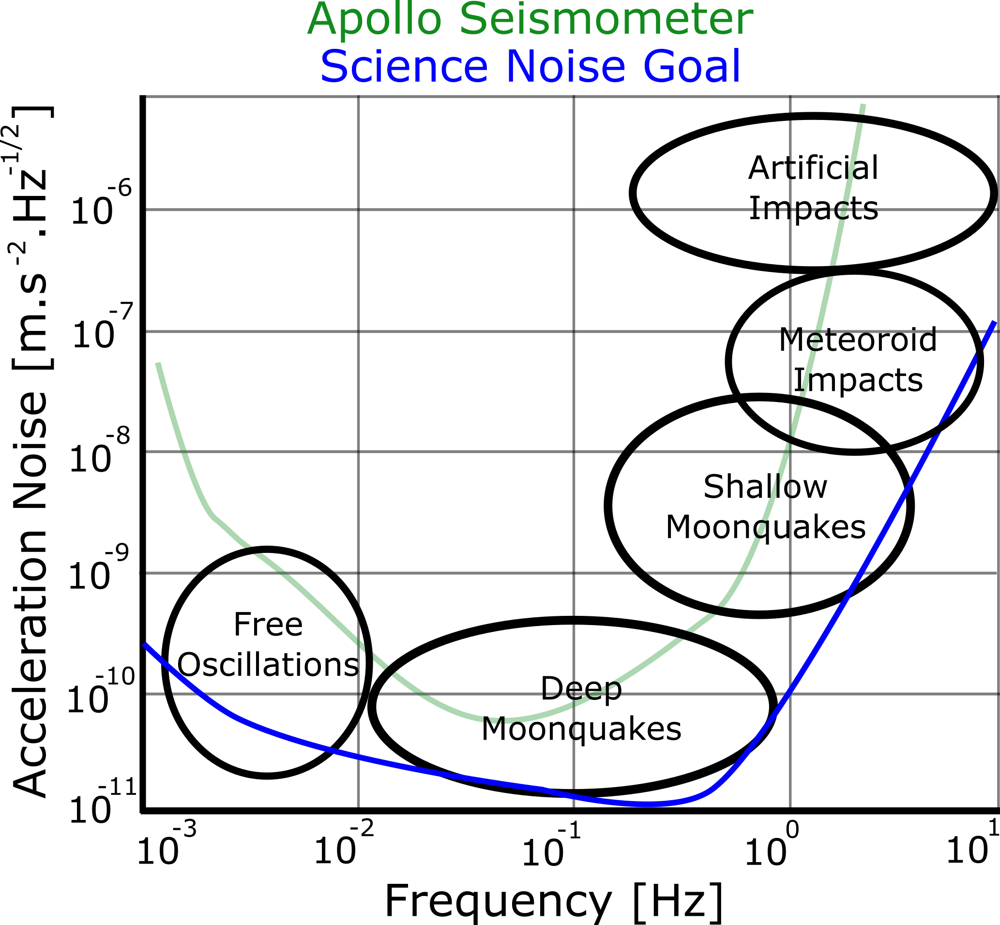 Apollo Seismometer
Science Noise Goal
Acceleration Noise [m.s⁻².Hz⁻¹/²]
10⁻⁶
10⁻⁷
10⁻⁸
10⁻⁹
10⁻¹⁰
10⁻¹¹
Artificial
Impacts
Meteoroid
Impacts
Shallow
Moonquakes
Free
Oscillations
Deep
Moonquakes
10⁻³
10⁻²
10⁻¹
10⁰
10¹
Frequency [Hz]